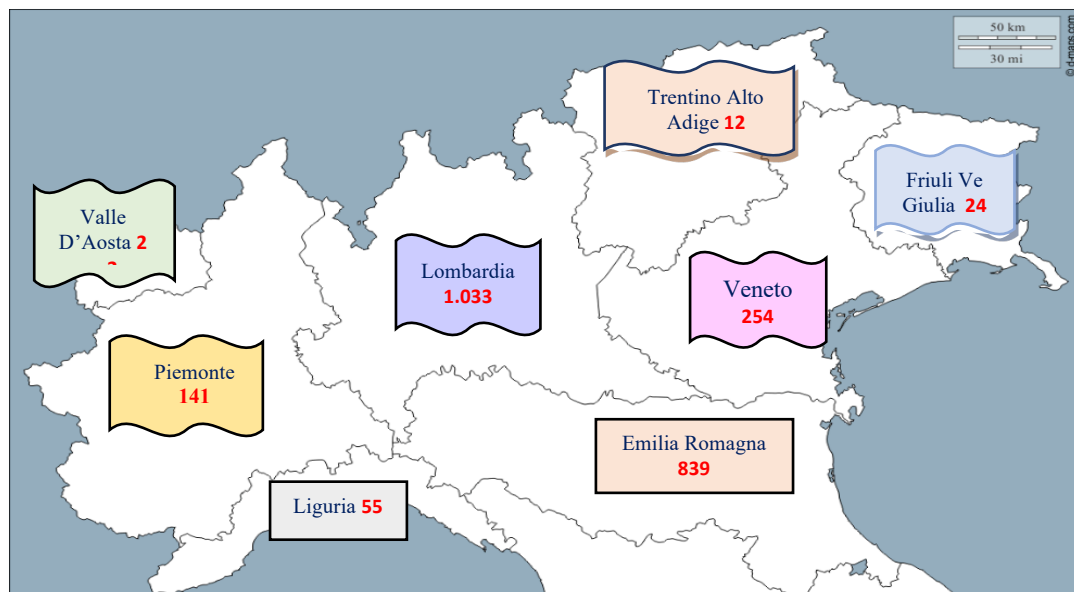 50 km
30 mi
© d-maps.com
Trentino Alto
Adige 12
Friuli Ve
Giulia 24
Valle
D’Aosta 2
Lombardia
1.033
Veneto
254
Piemonte
141
Emilia Romagna
839
Liguria 55